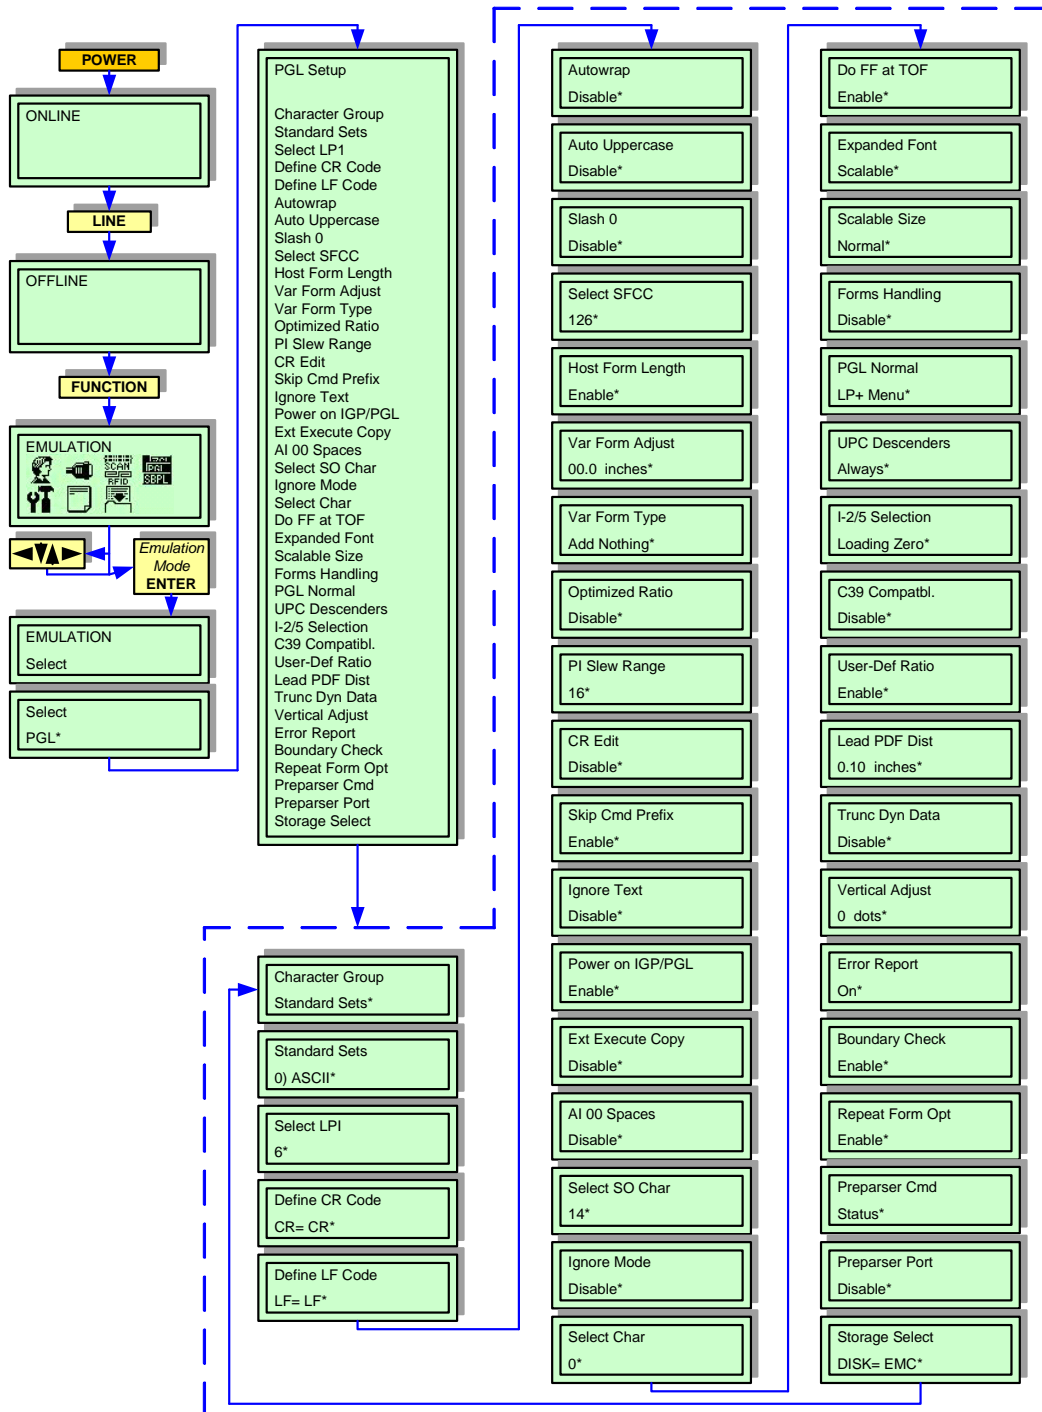 POWER
ONLINE
LINE
OFFLINE
FUNCTION
EMULATION
SCAN
RFID
PGL
SBPL
Emulation
Mode
ENTER
EMULATION
Select
Select
PGL*
PGL Setup
Character Group
Standard Sets
Select LP1
Define CR Code
Define LF Code
Autowrap
Auto Uppercase
Slash 0
Select SFCC
Host Form Length
Var Form Adjust
Var Form Type
Optimized Ratio
PI Slew Range
CR Edit
Skip Cmd Prefix
Ignore Text
Power on IGP/PGL
Ext Execute Copy
AI 00 Spaces
Select SO Char
Ignore Mode
Select Char
Do FF at TOF
Expanded Font
Scalable Size
Forms Handling
PGL Normal
UPC Descenders
I-2/5 Selection
C39 Compatibl.
User-Def Ratio
Lead PDF Dist
Trunc Dyn Data
Vertical Adjust
Error Report
Boundary Check
Repeat Form Opt
Preparser Cmd
Preparser Port
Storage Select
Character Group
Standard Sets*
Standard Sets
0) ASCII*
Select LPI
6*
Define CR Code
CR= CR*
Define LF Code
LF= LF*
Autowrap
Disable*
Auto Uppercase
Disable*
Slash 0
Disable*
Select SFCC
126*
Host Form Length
Enable*
Var Form Adjust
00.0 inches*
Var Form Type
Add Nothing*
Optimized Ratio
Disable*
PI Slew Range
16*
CR Edit
Disable*
Skip Cmd Prefix
Enable*
Ignore Text
Disable*
Power on IGP/PGL
Enable*
Ext Execute Copy
Disable*
AI 00 Spaces
Disable*
Select SO Char
14*
Ignore Mode
Disable*
Select Char
0*
Do FF at TOF
Enable*
Expanded Font
Scalable*
Scalable Size
Normal*
Forms Handling
Disable*
PGL Normal
LP+ Menu*
UPC Descenders
Always*
I-2/5 Selection
Loading Zero*
C39 Compatbl.
Disable*
User-Def Ratio
Enable*
Lead PDF Dist
0.10 inches*
Trunc Dyn Data
Disable*
Vertical Adjust
0 dots*
Error Report
On*
Boundary Check
Enable*
Repeat Form Opt
Enable*
Preparser Cmd
Status*
Preparser Port
Disable*
Storage Select
DISK= EMC*